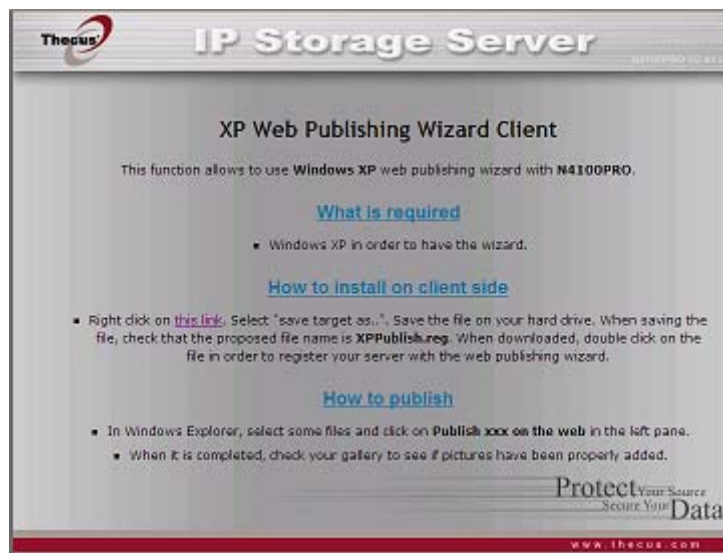 Thecus
IP Storage Server
XP Web Publishing Wizard Client
This function allows to use Windows XP web publishing wizard with N4100PRO.
What is required
▪ Windows XP in order to have the wizard.
How to install on client side
▪ Right click on this link. Select "save target as..". Save the file on your hard drive. When saving the
file, check that the proposed file name is XPPublish.reg. When downloaded, double click on the
file in order to register your server with the web publishing wizard.
How to publish
▪ In Windows Explorer, select some files and click on Publish xxx on the web in the left pane.
▪ When it is completed, check your gallery to see if pictures have been properly added.
Protect Your Source
Secure Your Data
www.thecus.com